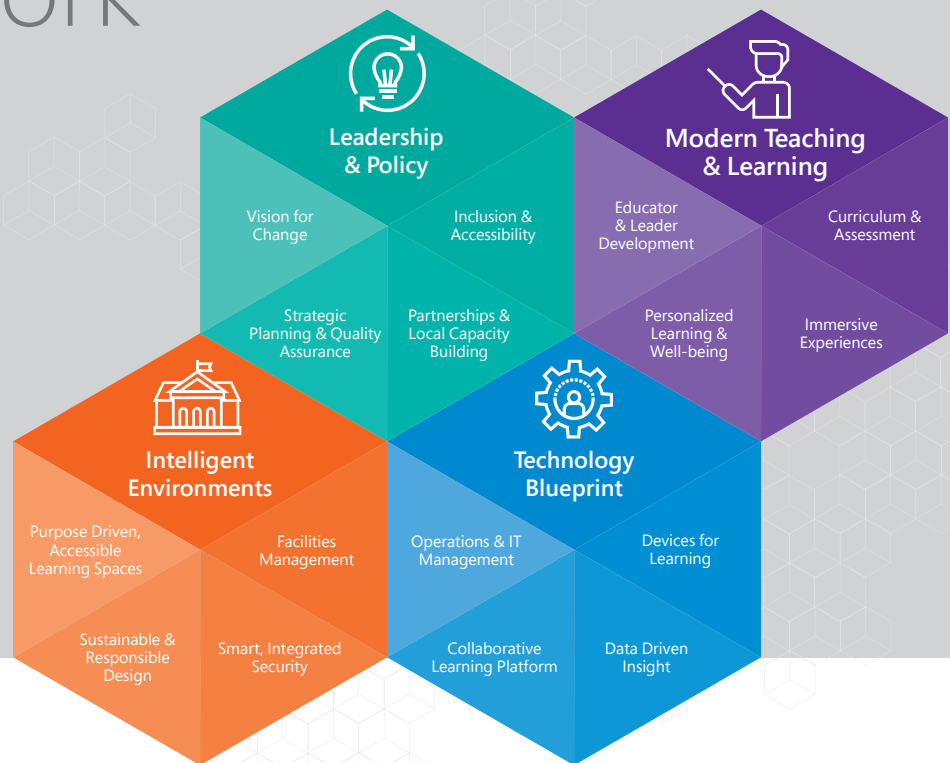 Leadership
& Policy
Vision for
Change
Inclusion &
Accessibility
Strategic
Planning & Quality
Assurance
Partnerships &
Local Capacity
Building
Modern Teaching
& Learning
Educator
& Leader
Development
Curriculum &
Assessment
Personalized
Learning &
Well-being
Immersive
Experiences
Intelligent
Environments
Purpose Driven,
Accessible
Learning Spaces
Facilities
Management
Sustainable &
Responsible
Design
Smart, Integrated
Security
Technology
Blueprint
Operations & IT
Management
Devices for
Learning
Collaborative
Learning Platform
Data Driven
Insight